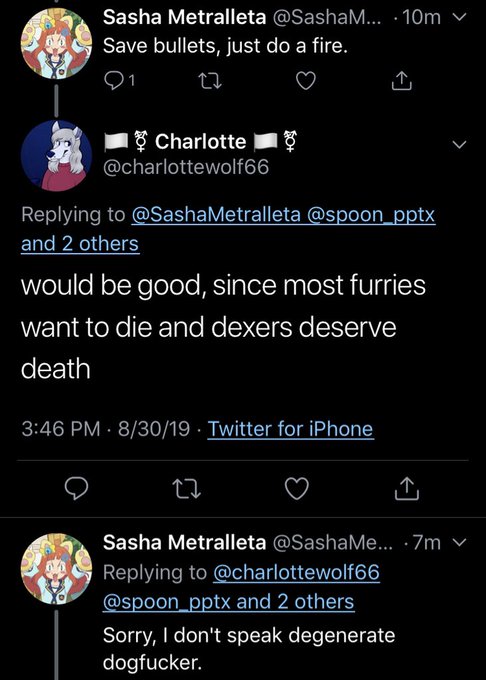 Sasha Metralleta @SashaM... · 10m
Save bullets, just do a fire.
1
🏳️⚧ Charlotte 🏳️⚧
@charlottewolf66
Replying to @SashaMetralleta @spoon_pptx
and 2 others
would be good, since most furries
want to die and dexers deserve
death
3:46 PM · 8/30/19 · Twitter for iPhone
Sasha Metralleta @SashaMe... · 7m
Replying to @charlottewolf66
@spoon_pptx and 2 others
Sorry, I don't speak degenerate
dogfucker.